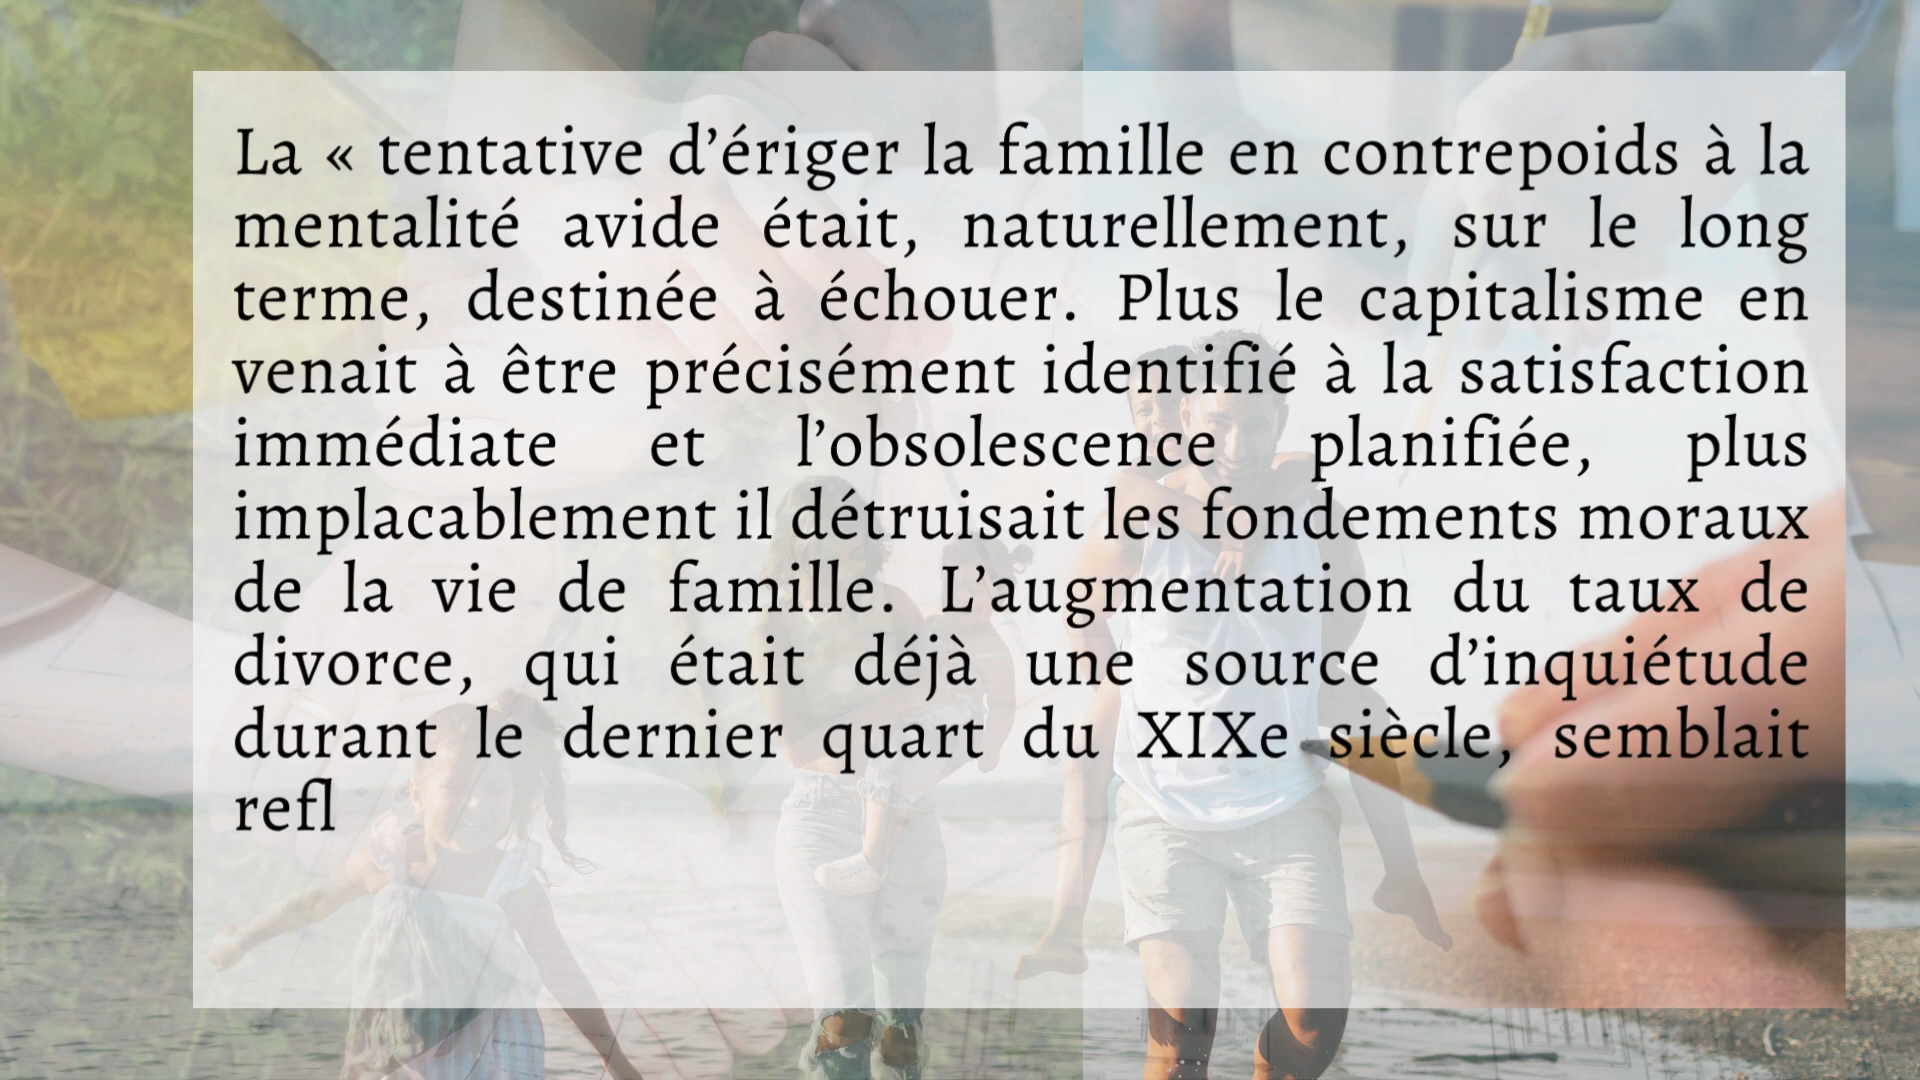 La « tentative d’ériger la famille en contrepoids à la
mentalité avide était, naturellement, sur le long
terme, destinée à échouer. Plus le capitalisme en
venait à être précisément identifié à la satisfaction
immédiate et l’obsolescence planifiée, plus
implacablement il détruisait les fondements moraux
de la vie de famille. L’augmentation du taux de
divorce, qui était déjà une source d’inquiétude
durant le dernier quart du XIXe siècle, semblait
refl